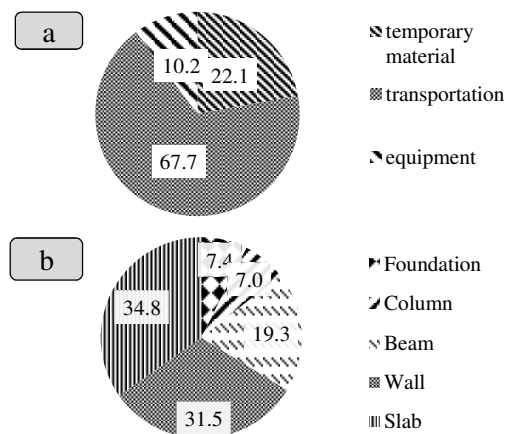 a
10.2
22.1
67.7
temporary
material
transportation
equipment
b
7.4
7.0
34.8
19.3
31.5
Foundation
Column
Beam
Wall
Slab